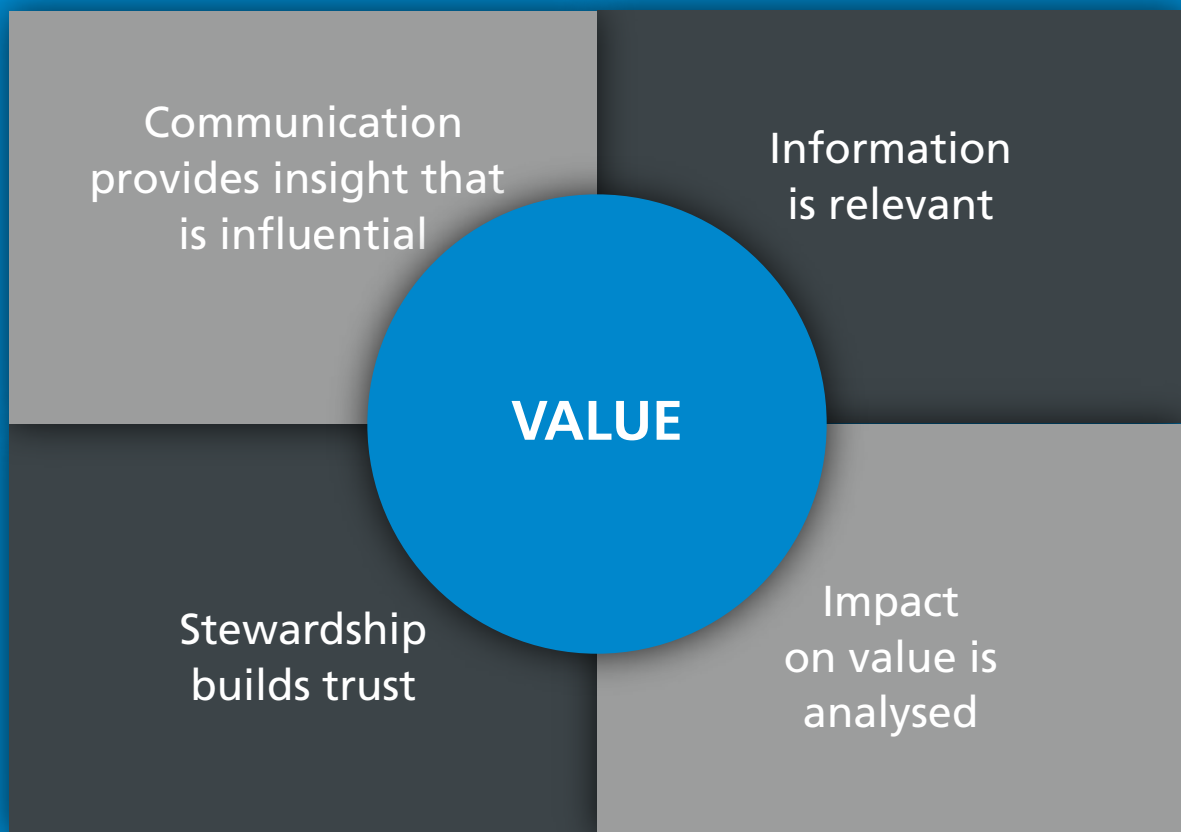 Communication
provides insight that
is influential
Information
is relevant
VALUE
Stewardship
builds trust
Impact
on value is
analysed